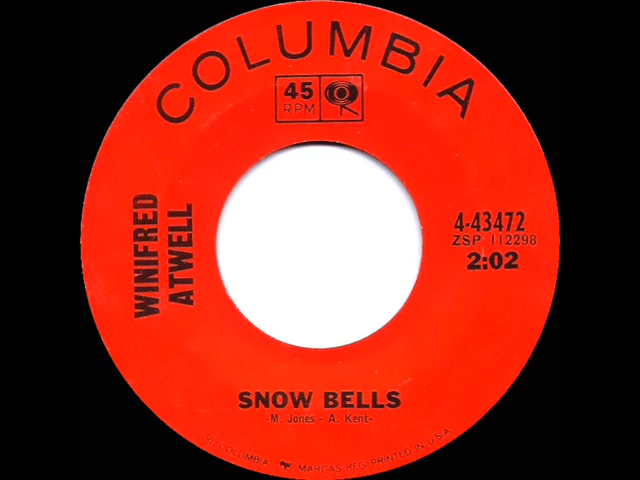 COLUMBIA
45
RPM
WINIFRED
ATWELL
4-43472
ZSP 112298
2:02
SNOW BELLS
-M. Jones - A. Kent-
Ⓟ COLUMBIA MARCAS REG. PRINTED IN U.S.A.